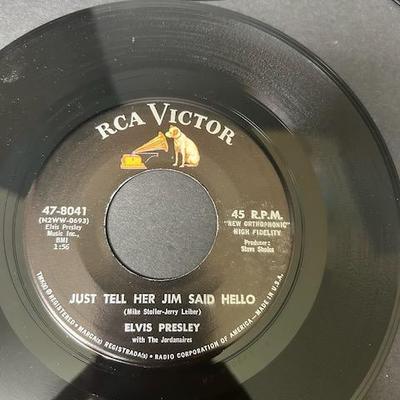 RCA VICTOR
47-8041
(N2WW-0693)
Elvis Presley
Music Inc.,
BMI
1:56
45 R.P.M.
"NEW ORTHOPHONIC"
HIGH FIDELITY
Producer:
Steve Sholes
JUST TELL HER JIM SAID HELLO
(Mike Stoller-Jerry Leiber)
ELVIS PRESLEY
with The Jordanaires
TMK(s) ® REGISTERED • MARCA(s) REGISTRADA(s) • RADIO CORPORATION OF AMERICA—MADE IN U.S.A.